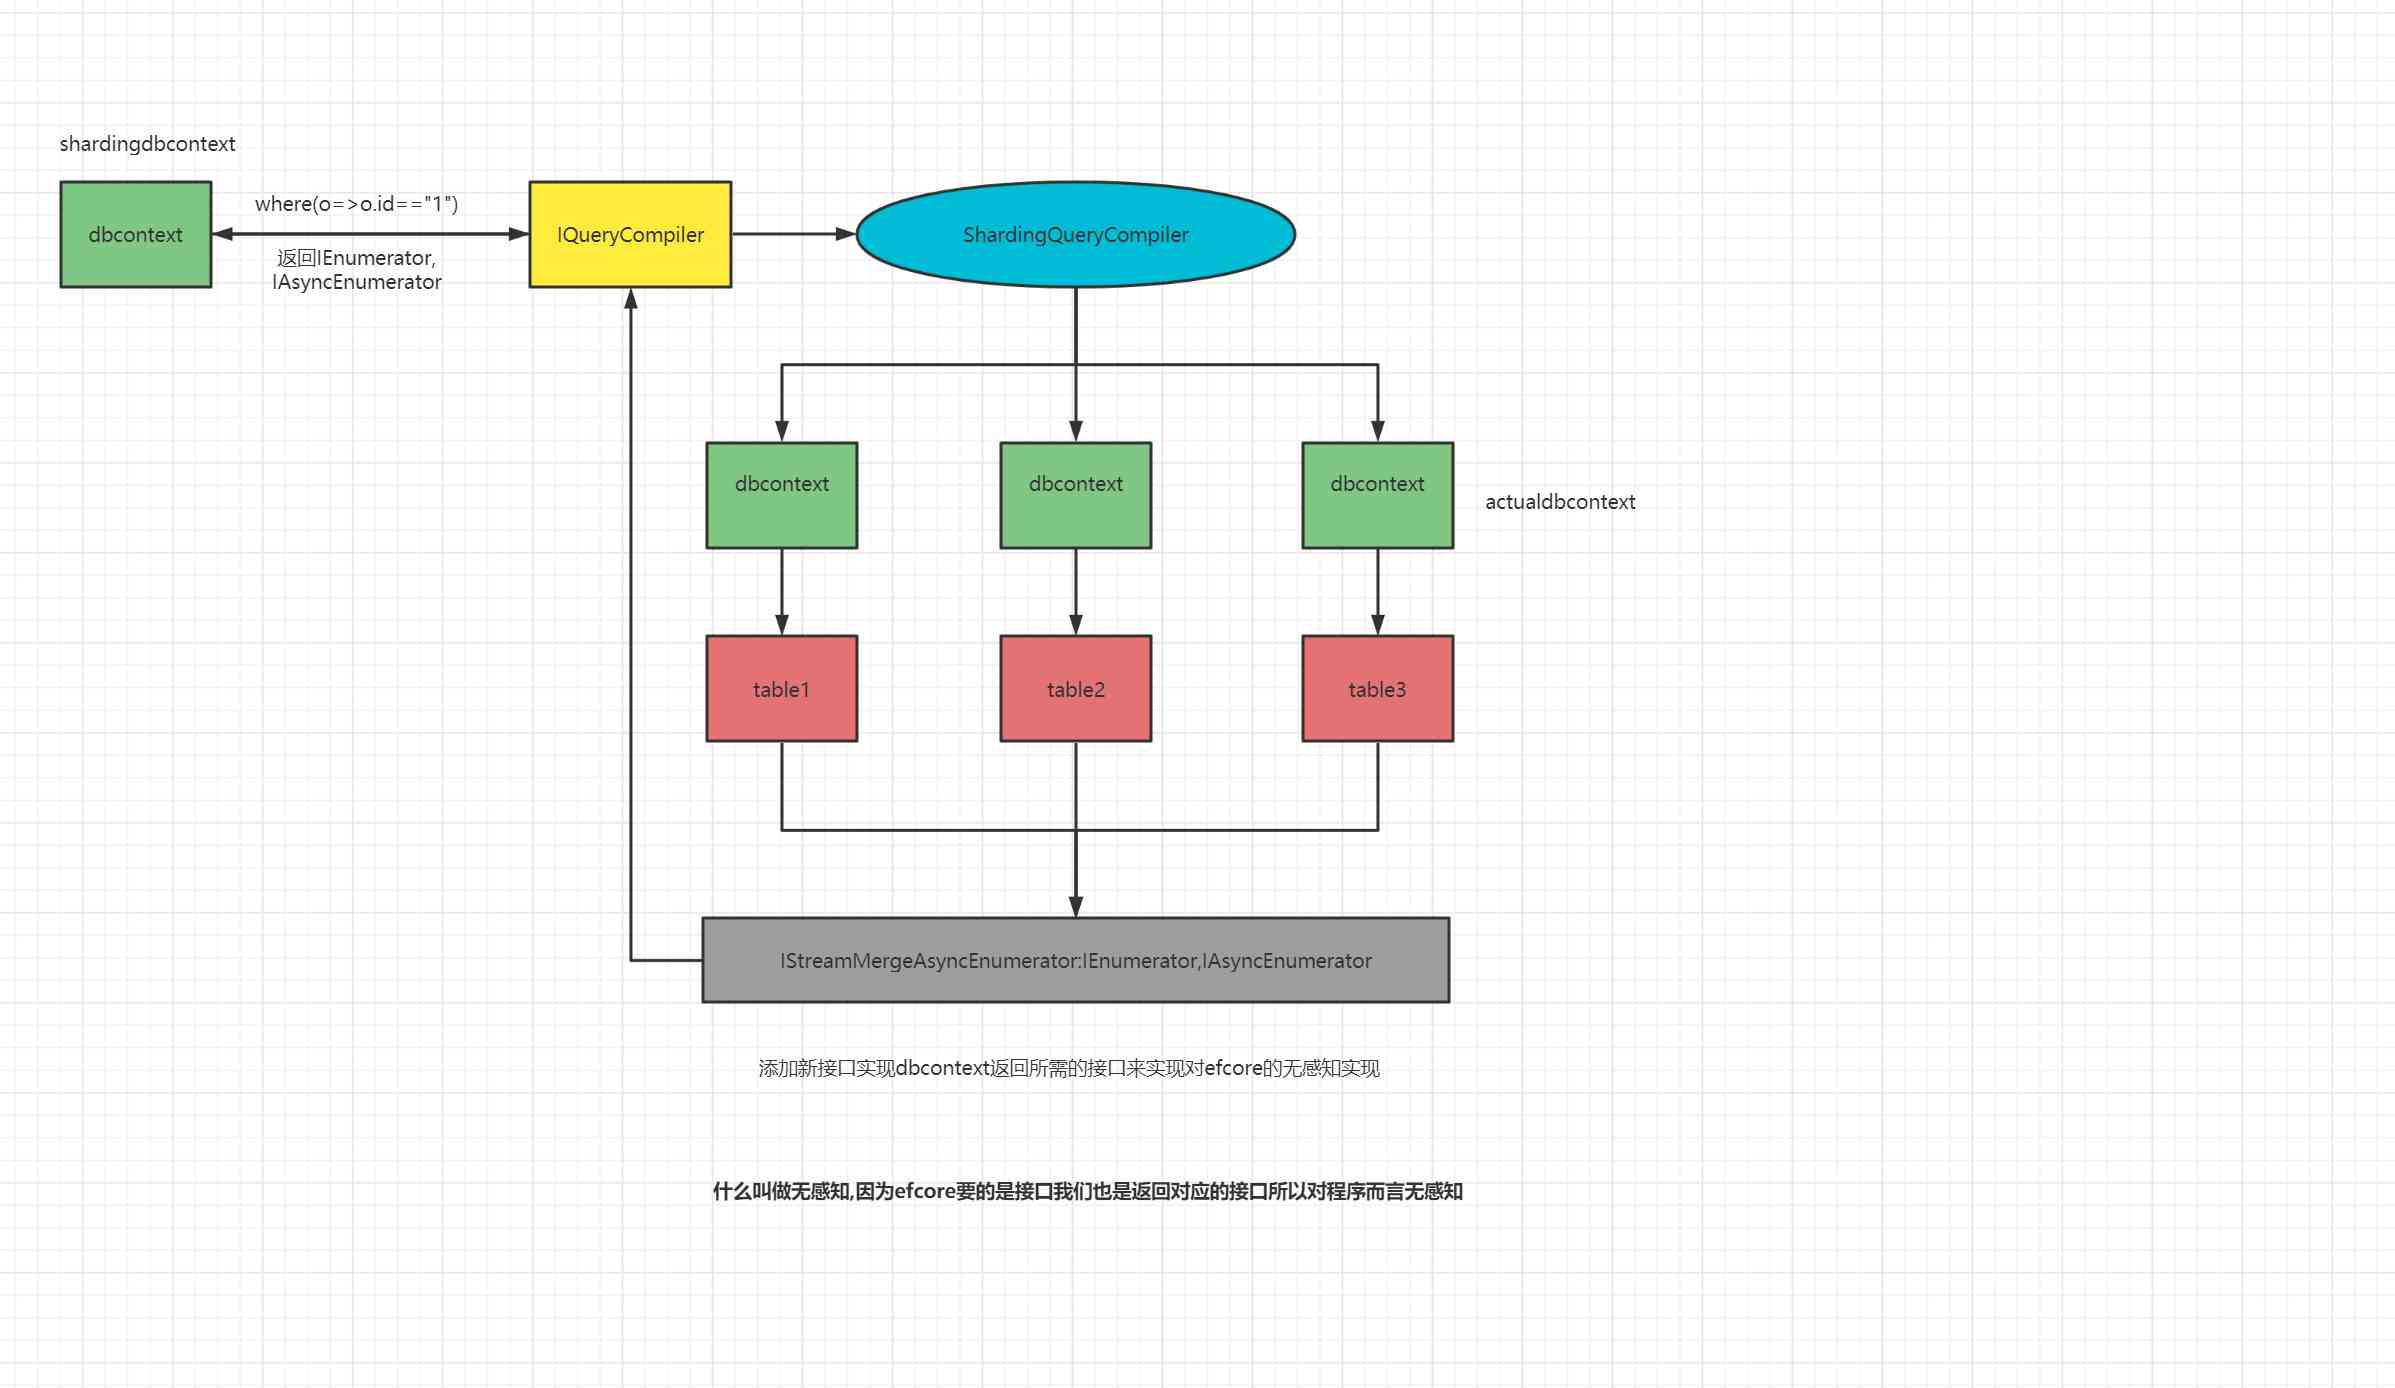 shardingdbcontext
dbcontext
where(o=>o.id=="1")
返回IEnumerator,
IAsyncEnumerator
IQueryCompiler
ShardingQueryCompiler
dbcontext
dbcontext
dbcontext
actualdbcontext
table1
table2
table3
IStreamMergeAsyncEnumerator:IEnumerator,IAsyncEnumerator
添加新接口实现dbcontext返回所需的接口来实现对efcore的无感知实现
什么叫做无感知,因为efcore要的是接口我们也是返回对应的接口所以对程序而言无感知